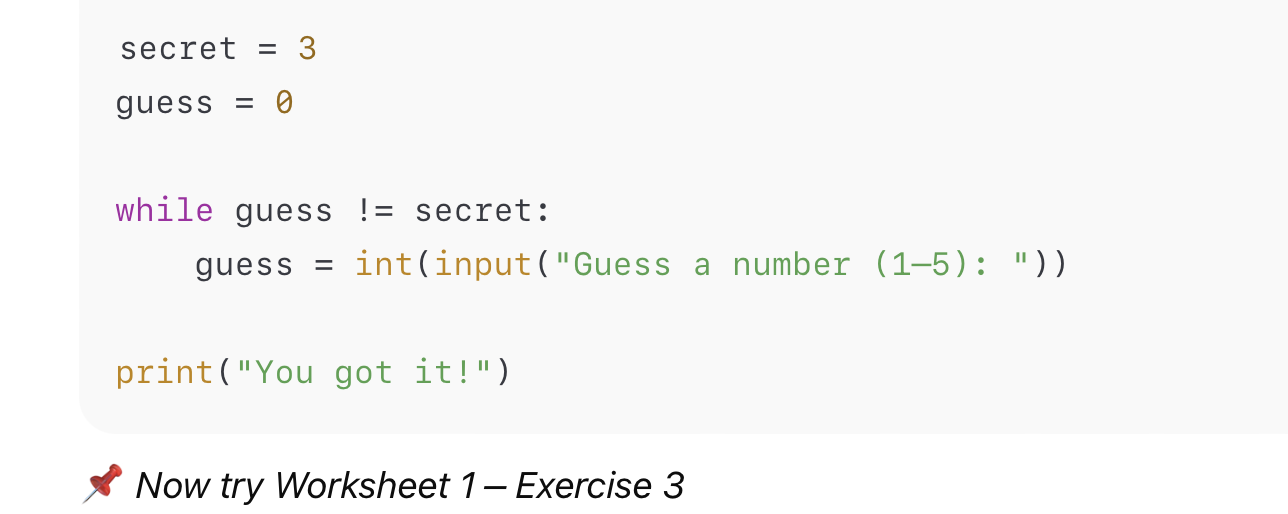 secret = 3
guess = 0
while guess != secret:
    guess = int(input("Guess a number (1–5): "))
print("You got it!")
📌 Now try Worksheet 1 – Exercise 3